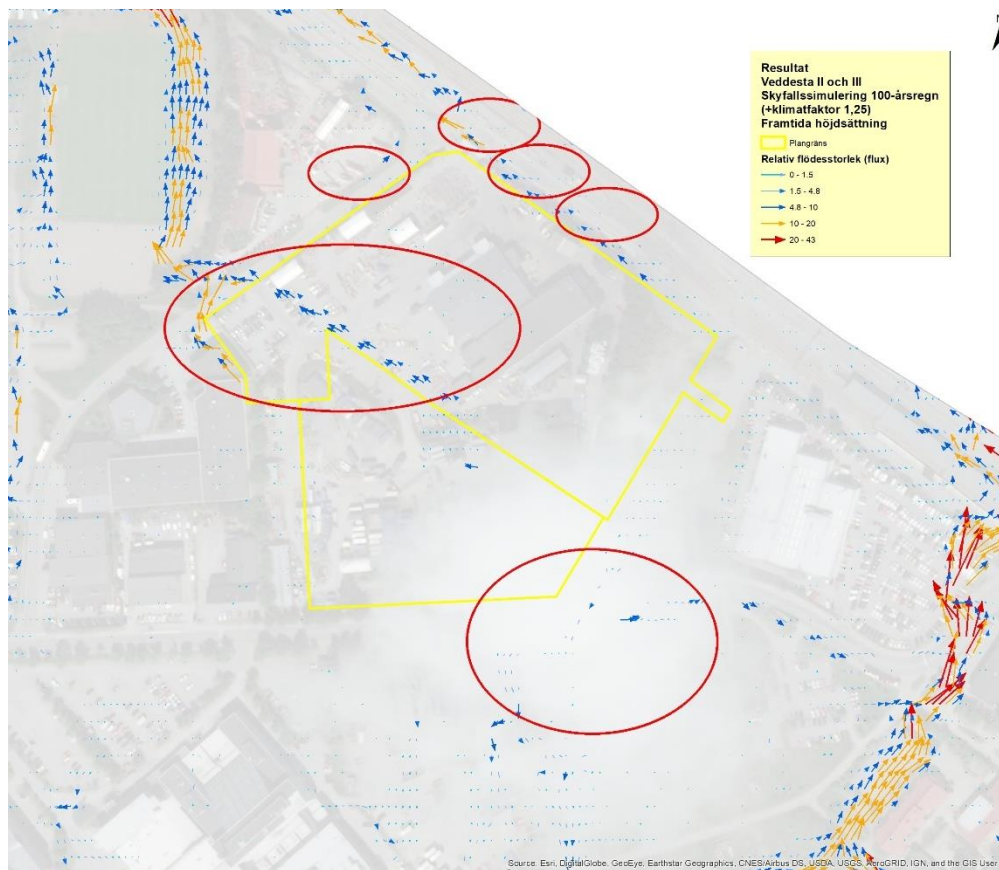 N
Resultat
Veddesta II och III
Skyfallssimulering 100-årsregn
(+klimatfaktor 1,25)
Framtida höjdsättning
Plangräns
Relativ flödesstorlek (flux)
0 - 1.5
1.5 - 4.8
4.8 - 10
10 - 20
20 - 43
Source: Esri, DigitalGlobe, GeoEye, Earthstar Geographics, CNES/Airbus DS, USDA, USGS, AeroGRID, IGN, and the GIS User